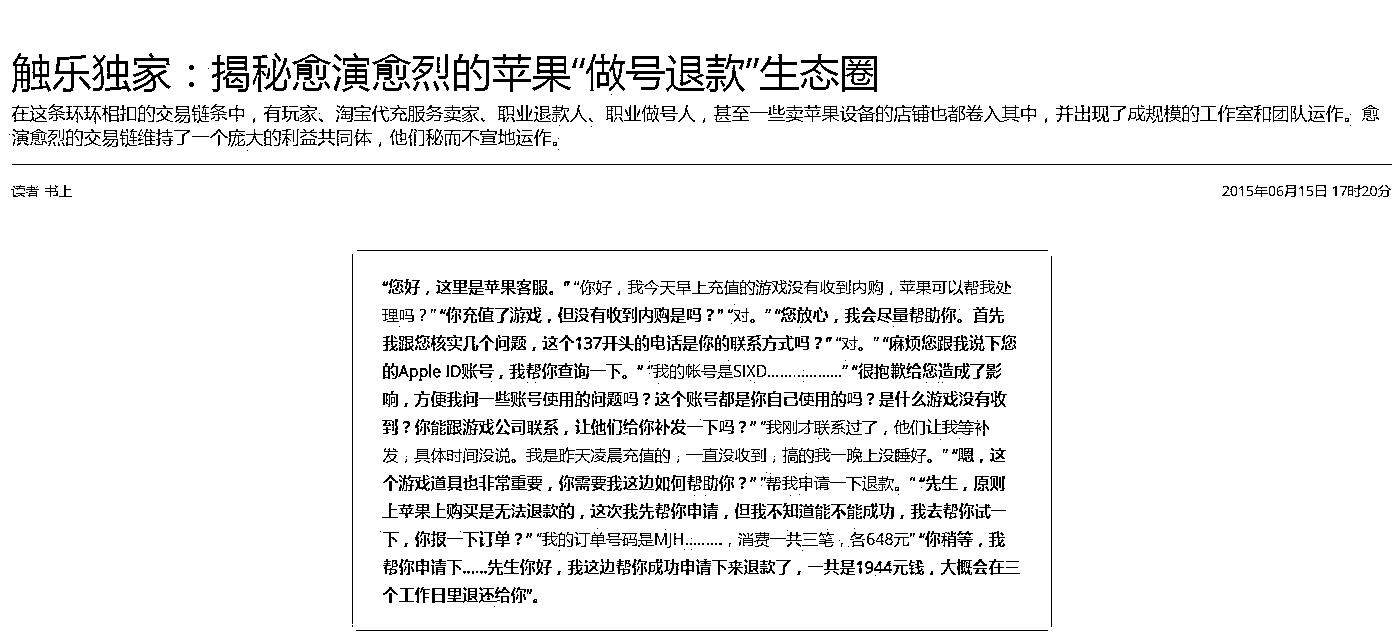 触乐独家：揭秘愈演愈烈的苹果“做号退款”生态圈
在这条环环相扣的交易链条中，有玩家、淘宝代充服务卖家、职业退款人、职业做号人，甚至一些卖苹果设备的店铺也都卷入其中，并出现了成规模的工作室和团队运作。愈
演愈烈的交易链维持了一个庞大的利益共同体，他们秘而不宣地运作。
读者 书上
2015年06月15日 17时20分
“您好，这里是苹果客服。” “你好，我今天早上充值的游戏没有收到内购，苹果可以帮我处
理吗？” “你充值了游戏，但没有收到内购是吗？” “对。” “您放心，我会尽量帮助你。首先
我跟您核实几个问题，这个137开头的电话是你的联系方式吗？” “对。” “麻烦您跟我说下您
的Apple ID账号，我帮你查询一下。“ “我的帐号是SIXD………………” “很抱歉给您造成了影
响，方便我问一些账号使用的问题吗？这个账号都是你自己使用的吗？是什么游戏没有收
到？你能跟游戏公司联系，让他们给你补发一下吗？” “我刚才联系过了，他们让我等补
发，具体时间没说。我是昨天凌晨充值的，一直没收到，搞的我一晚上没睡好。” “嗯，这
个游戏道具也非常重要，你需要我这边如何帮助你？” “帮我申请一下退款。” “先生，原则
上苹果上购买是无法退款的，这次我先帮你申请，但我不知道能不能成功，我去帮你试一
下，你报一下订单？” “我的订单号码是MJH………，消费一共三笔，各648元” “你稍等，我
帮你申请下……先生你好，我这边帮你成功申请下来退款了，一共是1944元钱，大概会在三
个工作日里退还给你”。